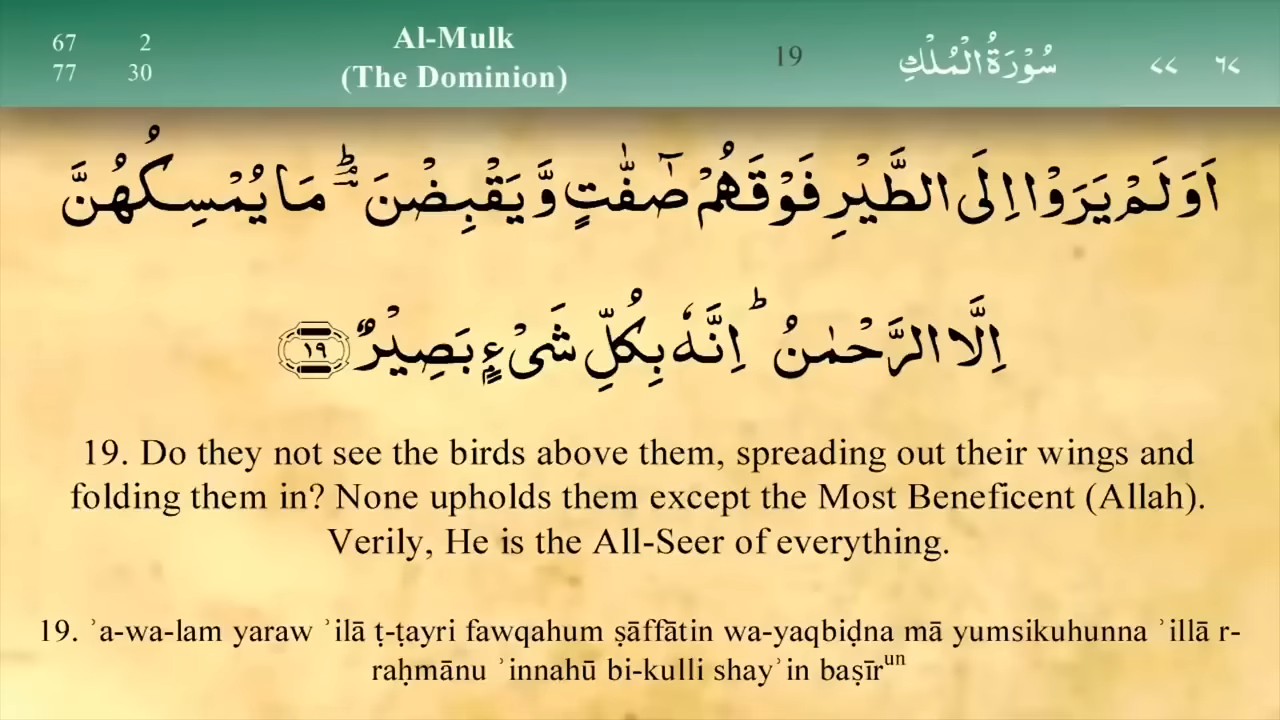 67 2 Al-Mulk 19 سُوْرَةُ الْمُلْكِ ٧٧ ٦٧
77 30 (The Dominion)
اَوَلَمْ يَرَوْا اِلَى الطَّيْرِ فَوْقَهُمْ صٰٓفّٰتٍ وَّيَقْبِضْنَ ؕۘ مَا يُمْسِكُهُنَّ
اِلَّا الرَّحْمٰنُ ؕ اِنَّهٗ بِكُلِّ شَىْءٍۢ بَصِيْرٌ ١٩
19. Do they not see the birds above them, spreading out their wings and
folding them in? None upholds them except the Most Beneficent (Allah).
Verily, He is the All-Seer of everything.
19. ʾa-wa-lam yaraw ʾilā ṭ-ṭayri fawqahum ṣāffātin wa-yaqbiḍna mā yumsikuhunna ʾillā r-
raḥmānu ʾinnahū bi-kulli shayʾin baṣīrᵘⁿ